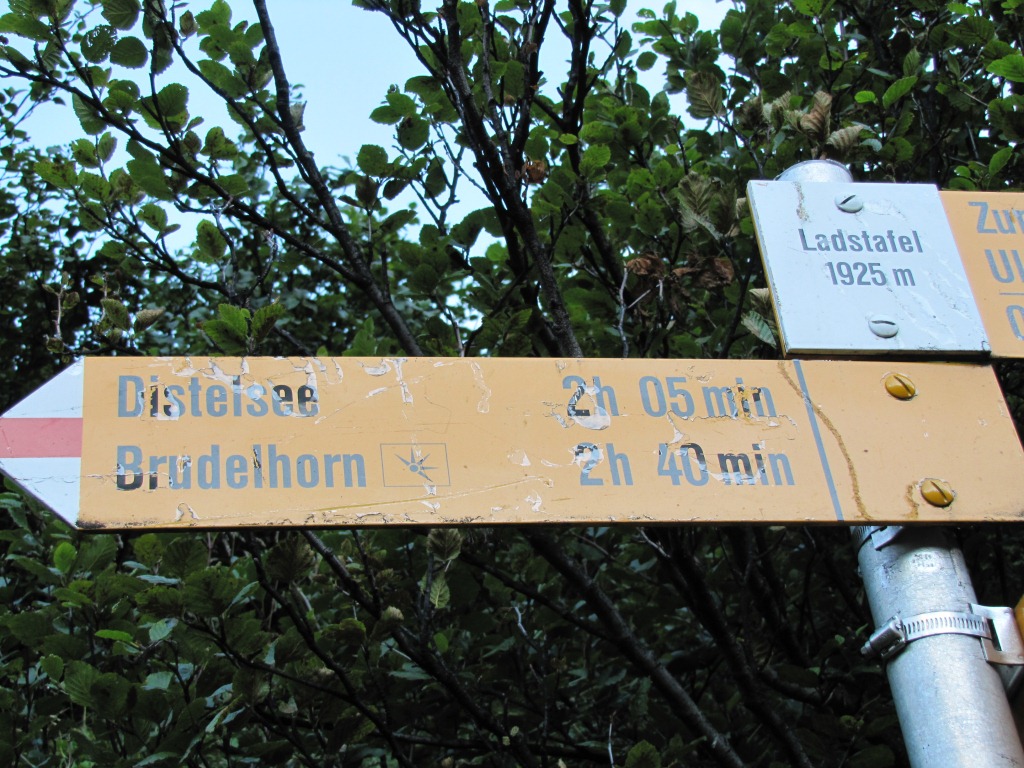 Ladstafel
1925 m
Distelsee 2h 05 min
Brudelhorn 2h 40 min